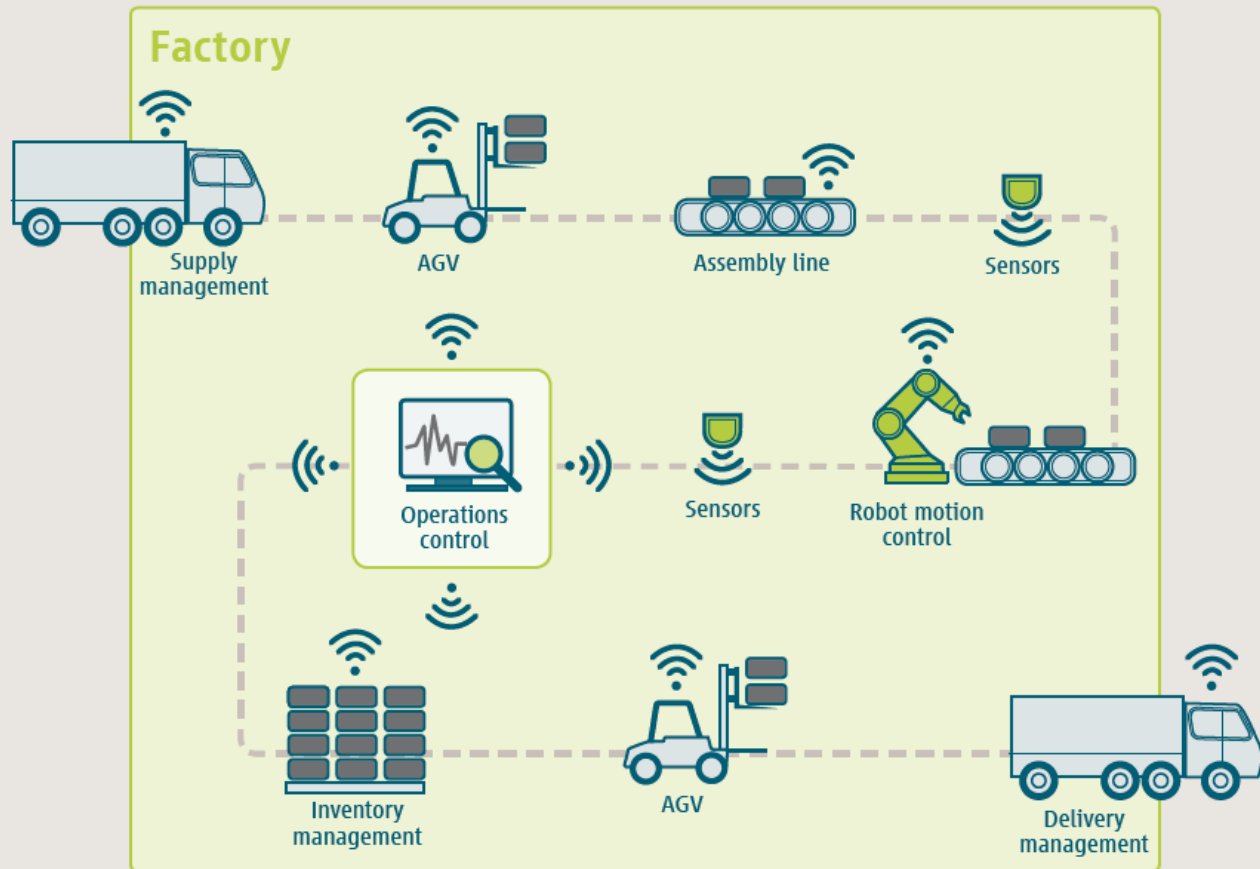 Factory
Supply
management
AGV
Assembly line
Sensors
Operations
control
Sensors
Robot motion
control
Inventory
management
AGV
Delivery
management